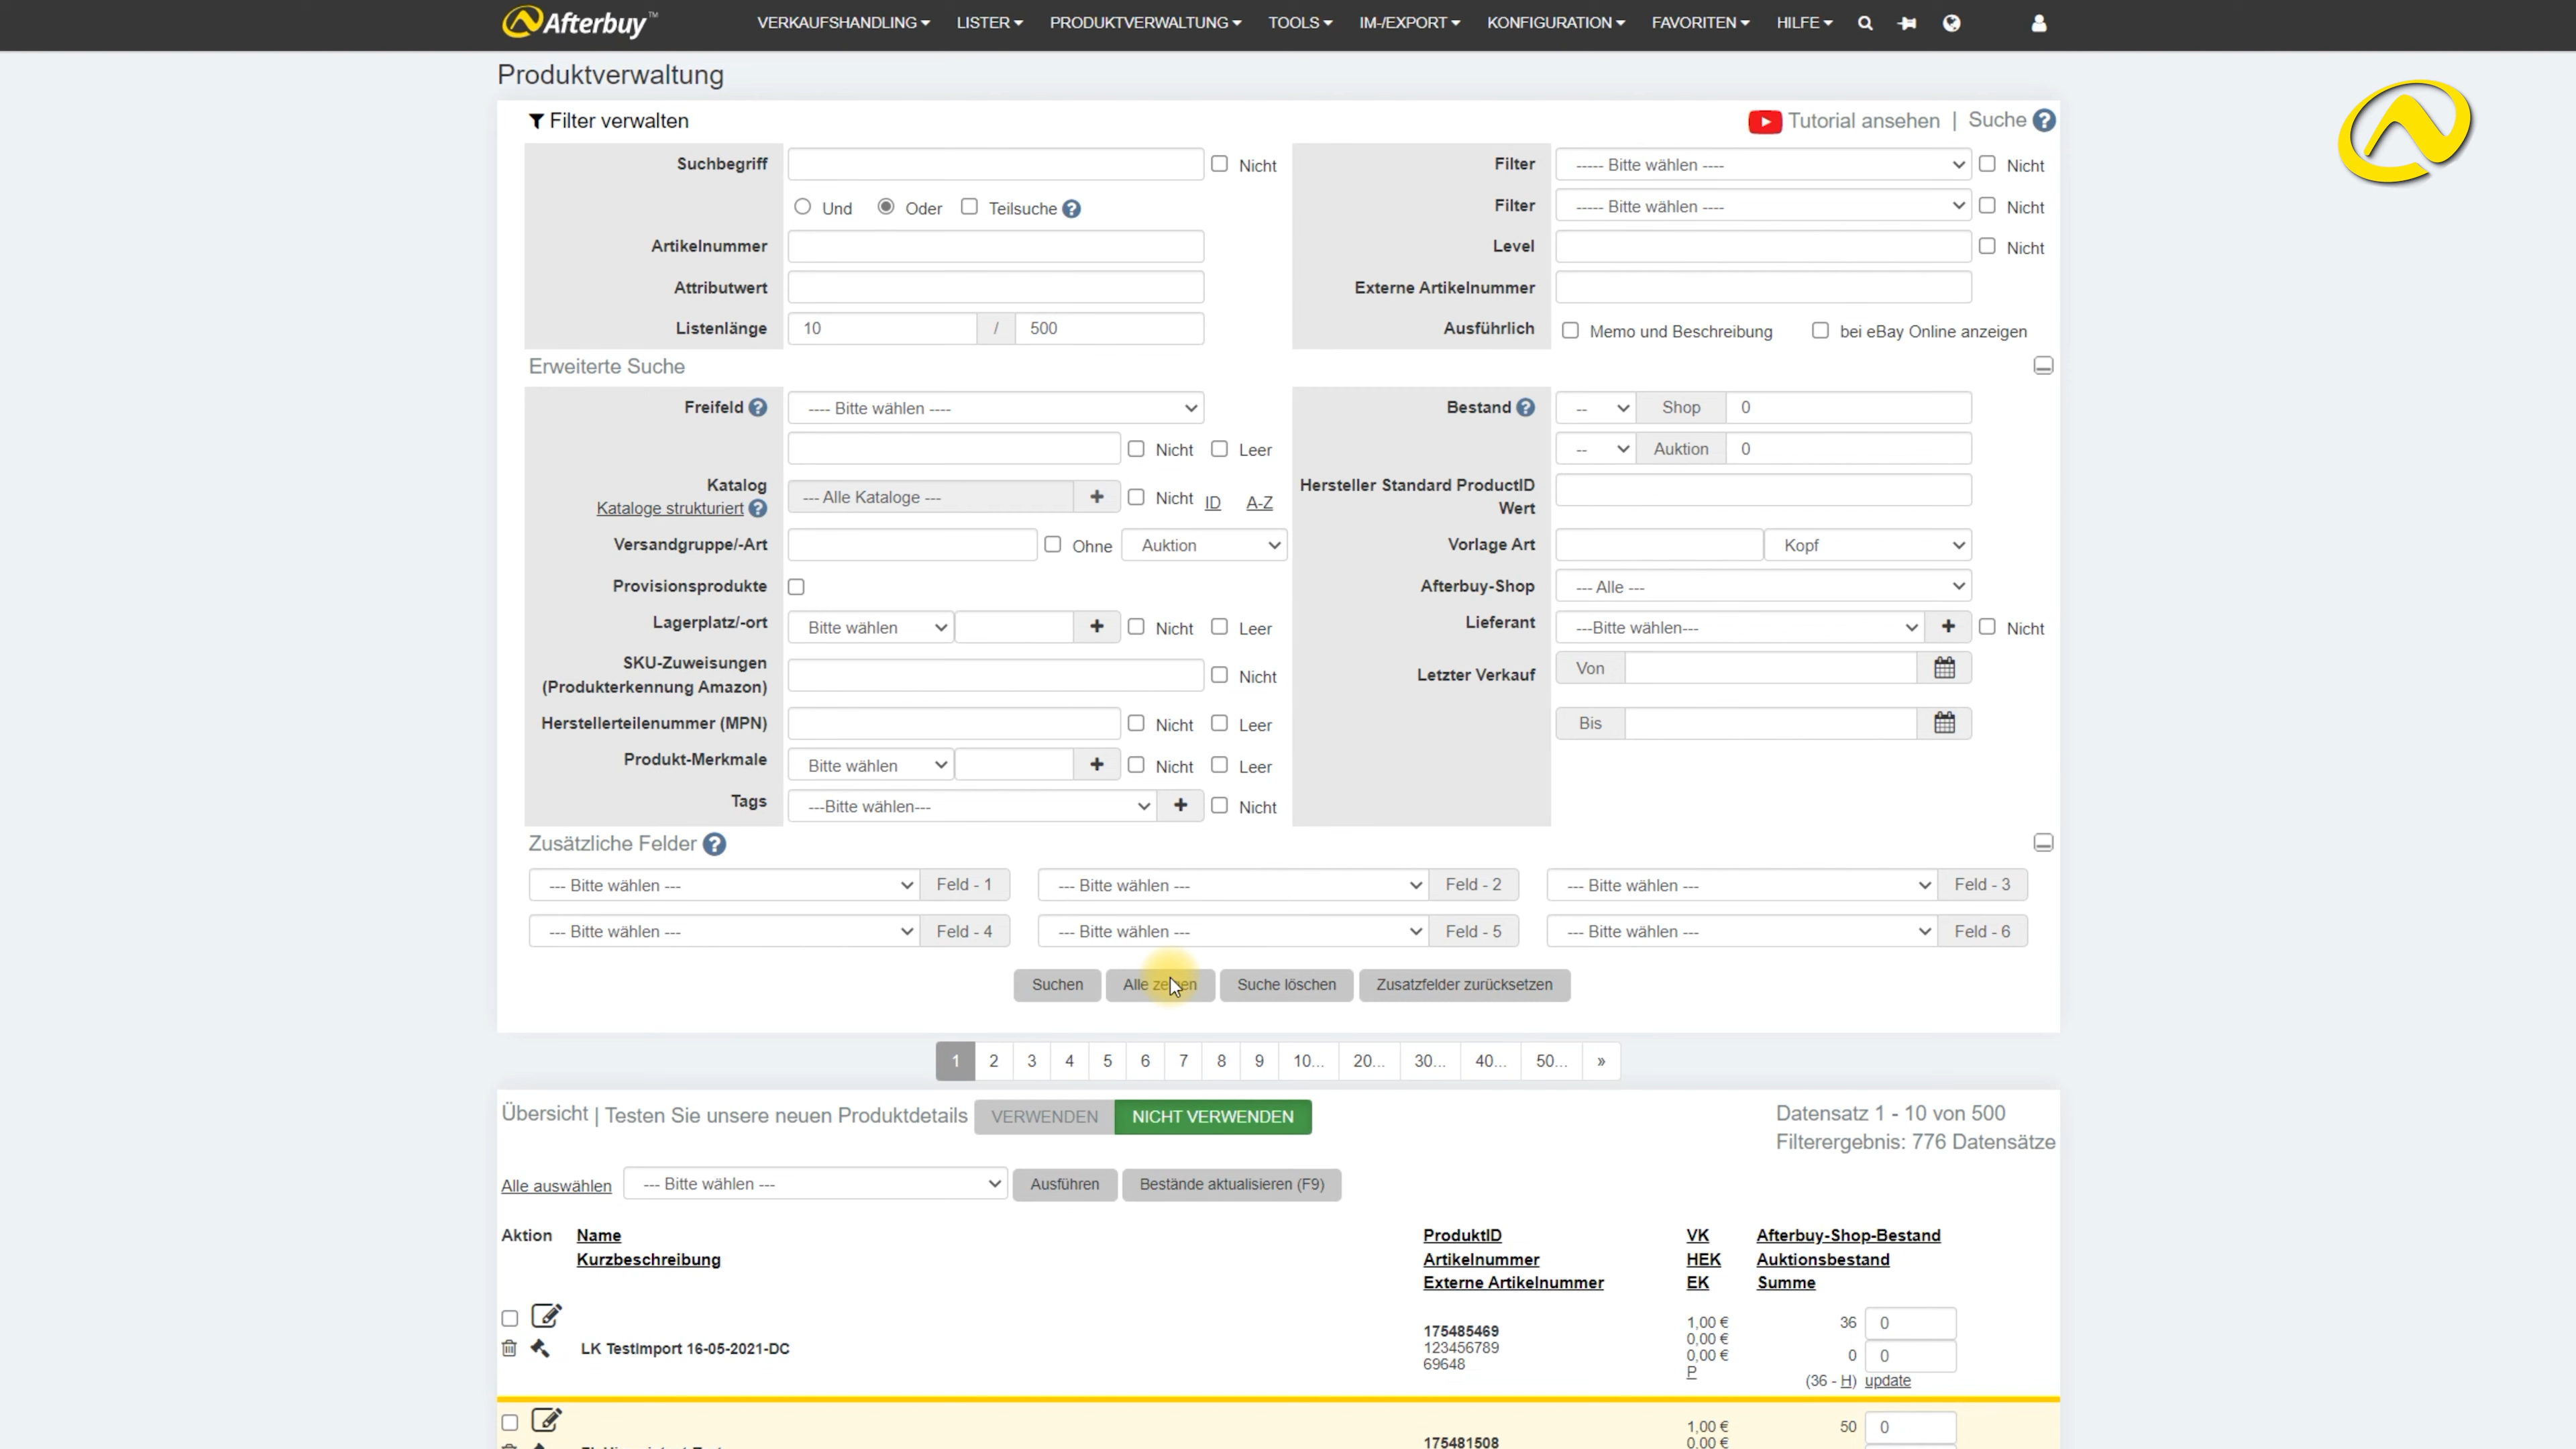 Afterbuy™ VERKAUFSHANDLING LISTER PRODUKTVERWALTUNG TOOLS IM-/EXPORT KONFIGURATION FAVORITEN HILFE
Produktverwaltung
Filter verwalten Tutorial ansehen | Suche ?
Suchbegriff Nicht Filter ----- Bitte wählen ---- Nicht
Und Oder Teilsuche ? Filter ----- Bitte wählen ---- Nicht
Artikelnummer Level Nicht
Attributwert Externe Artikelnummer
Listenlänge 10 / 500 Ausführlich Memo und Beschreibung bei eBay Online anzeigen
Erweiterte Suche
Freifeld ? ---- Bitte wählen ---- Bestand ? -- Shop 0
Nicht Leer -- Auktion 0
Katalog --- Alle Kataloge --- + Nicht ID A-Z Hersteller Standard ProductID
Kataloge strukturiert ? Wert
Versandgruppe/-Art Ohne Auktion Vorlage Art Kopf
Provisionsprodukte Afterbuy-Shop --- Alle ---
Lagerplatz/-ort Bitte wählen + Nicht Leer Lieferant ---Bitte wählen--- + Nicht
SKU-Zuweisungen
(Produkterkennung Amazon) Nicht Letzter Verkauf Von
Herstellerteilenummer (MPN) Nicht Leer Bis
Produkt-Merkmale Bitte wählen + Nicht Leer
Tags ---Bitte wählen--- + Nicht
Zusätzliche Felder ?
--- Bitte wählen --- Feld - 1 --- Bitte wählen --- Feld - 2 --- Bitte wählen --- Feld - 3
--- Bitte wählen --- Feld - 4 --- Bitte wählen --- Feld - 5 --- Bitte wählen --- Feld - 6
Suchen Alle zeigen Suche löschen Zusatzfelder zurücksetzen
1 2 3 4 5 6 7 8 9 10... 20... 30... 40... 50... »
Übersicht | Testen Sie unsere neuen Produktdetails VERWENDEN NICHT VERWENDEN Datensatz 1 - 10 von 500
Filterergebnis: 776 Datensätze
Alle auswählen --- Bitte wählen --- Ausführen Bestände aktualisieren (F9)
Aktion Name ProduktID VK Afterbuy-Shop-Bestand
Kurzbeschreibung Artikelnummer HEK Auktionsbestand
Externe Artikelnummer EK Summe
175485469 1,00 € 36 0
LK TestImport 16-05-2021-DC 123456789 0,00 €
69648 0,00 € 0 0
P (36 - H) update
1,00 € 50 0
175481508 0,00 €